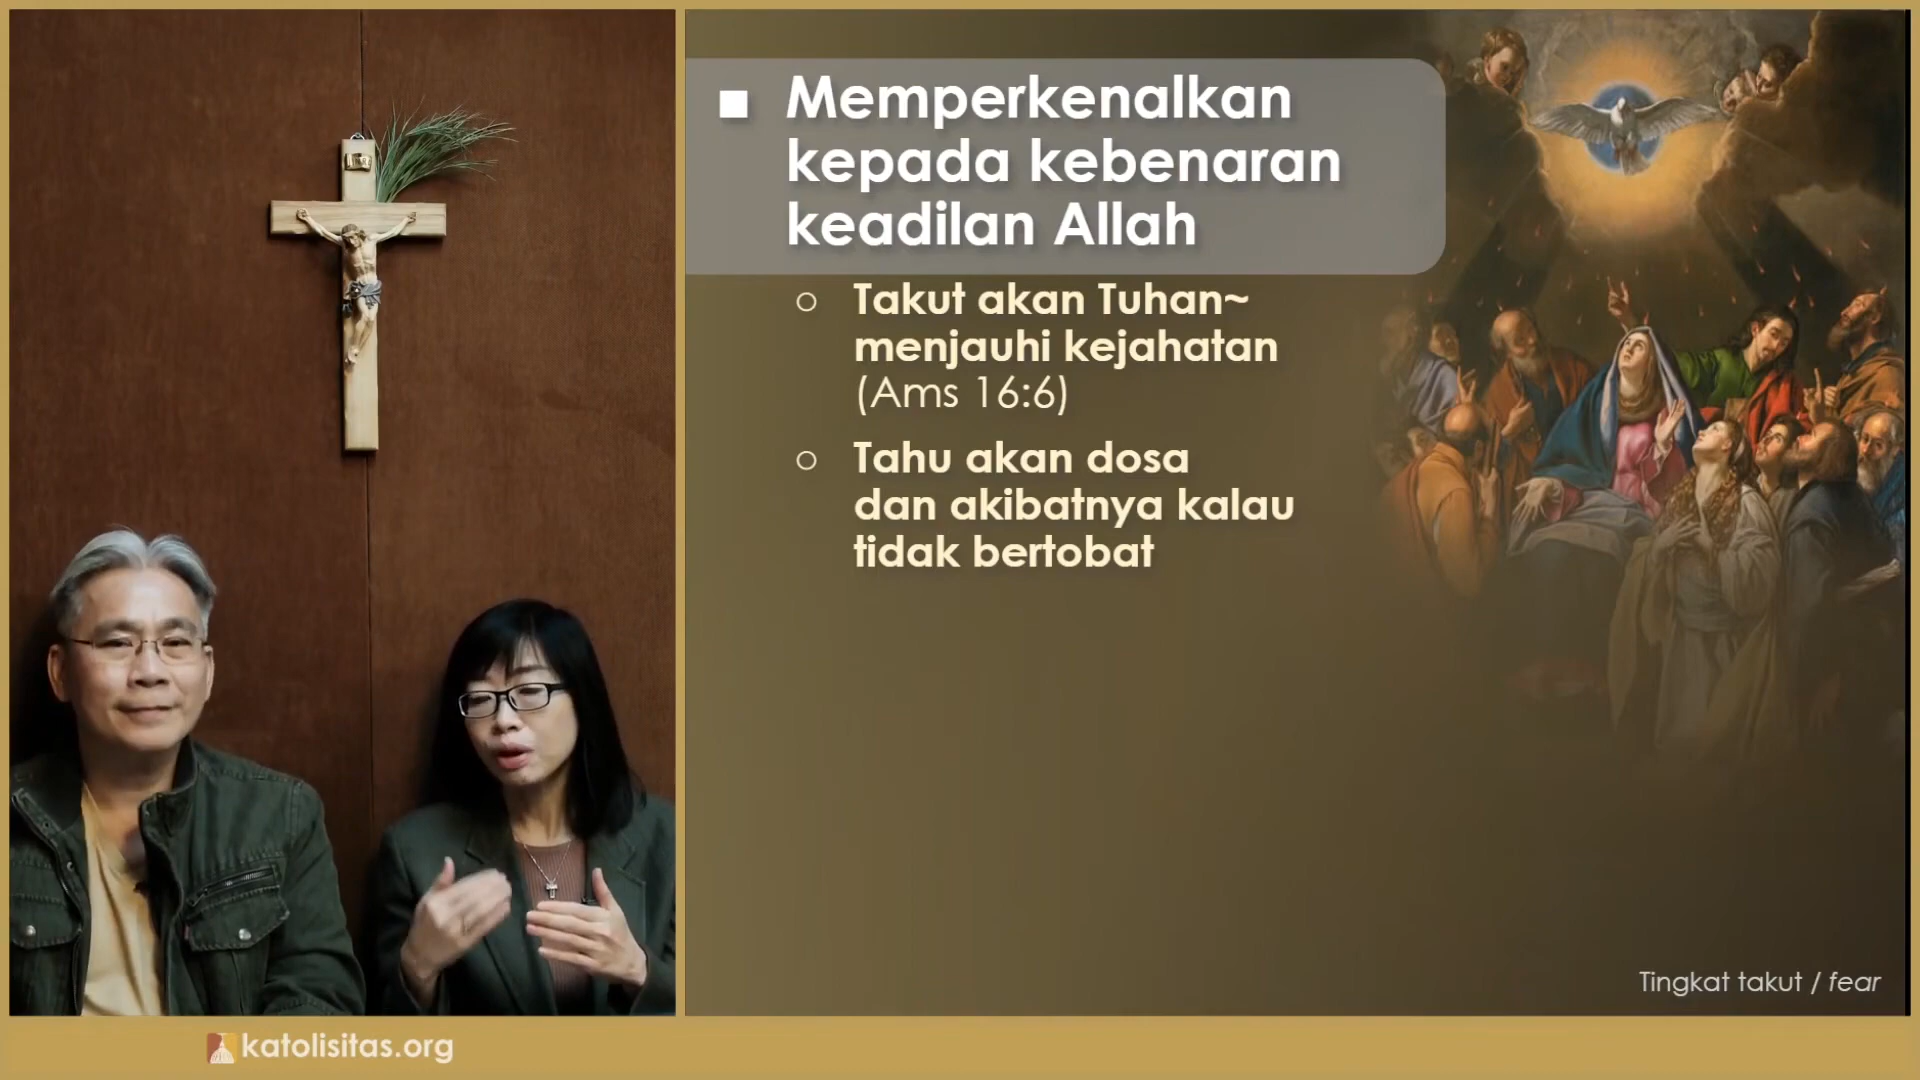 ■ Memperkenalkan
kepada kebenaran
keadilan Allah
○ Takut akan Tuhan~
menjauhi kejahatan
(Ams 16:6)
○ Tahu akan dosa
dan akibatnya kalau
tidak bertobat
Tingkat takut / fear
katolisitas.org